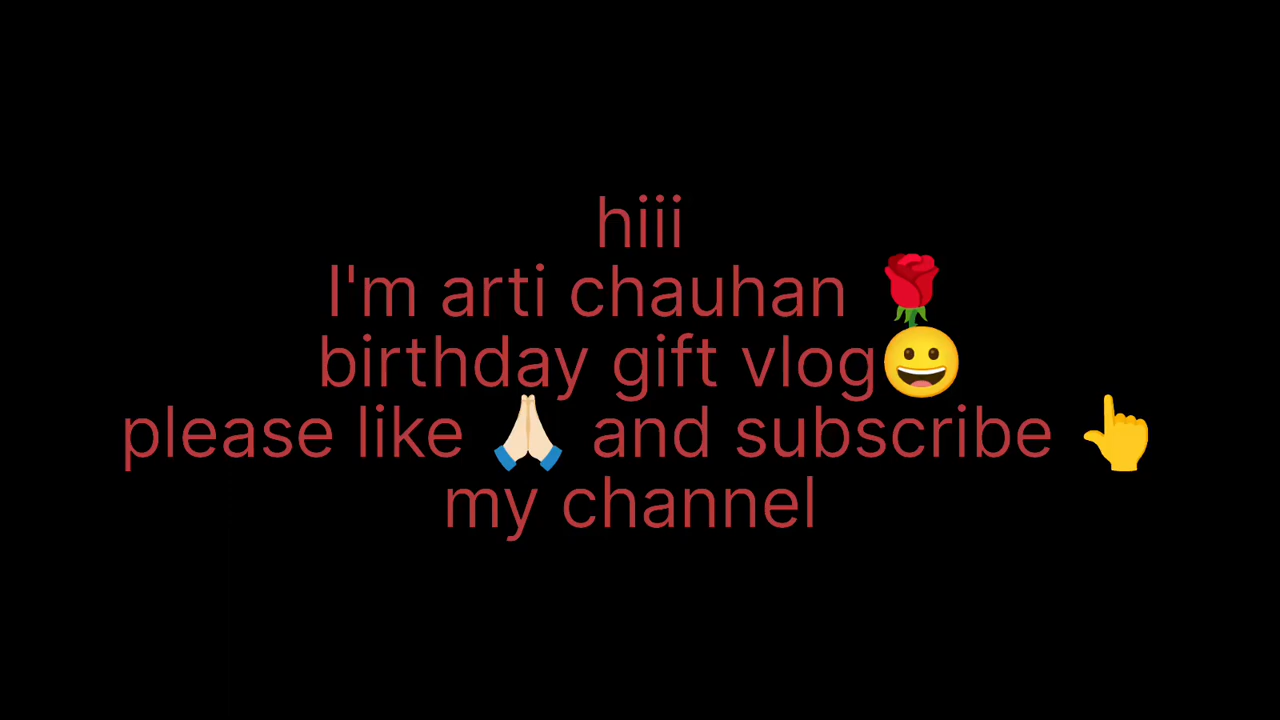 hiii
I'm arti chauhan 🌹
birthday gift vlog😀
please like 🙏🏻 and subscribe 👆
my channel